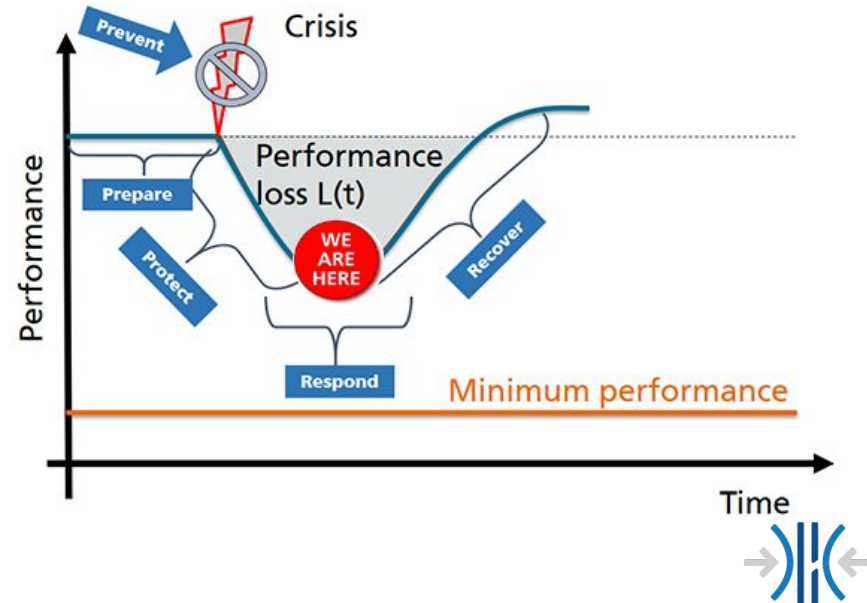 Prevent
Crisis
Performance
loss L(t)
Prepare
WE
ARE
HERE
Protect
Recover
Respond
Performance
Minimum performance
Time